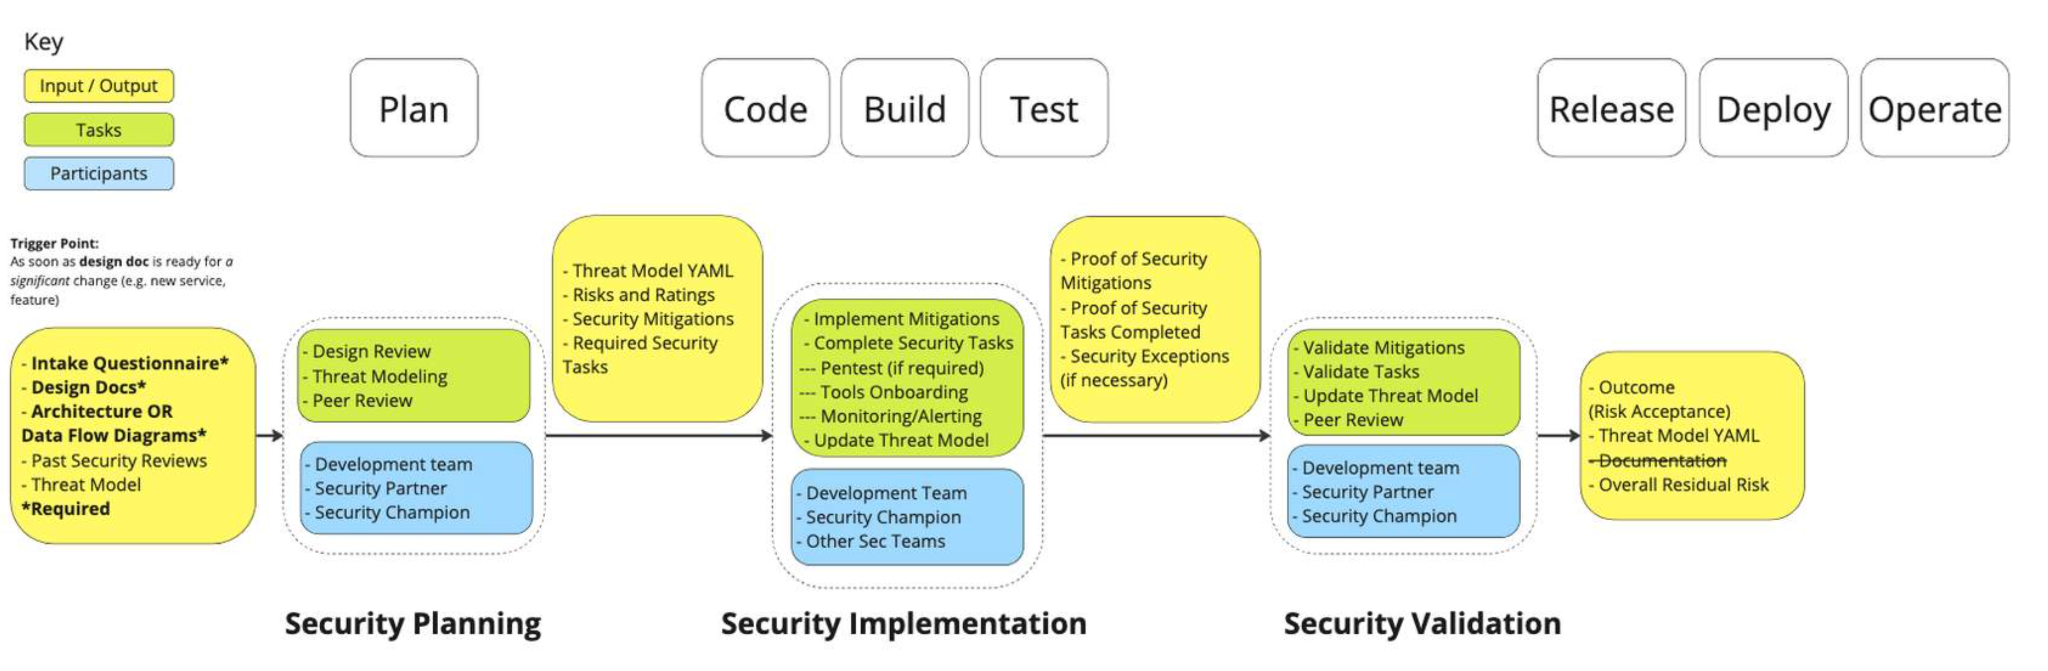 Key
Input / Output
Tasks
Participants
Plan
Code
Build
Test
Release
Deploy
Operate
Trigger Point:
As soon as design doc is ready for a
significant change (e.g. new service,
feature)
- Intake Questionnaire*
- Design Docs*
- Architecture OR
Data Flow Diagrams*
- Past Security Reviews
- Threat Model
*Required
- Design Review
- Threat Modeling
- Peer Review
- Development team
- Security Partner
- Security Champion
- Threat Model YAML
- Risks and Ratings
- Security Mitigations
- Required Security
Tasks
- Implement Mitigations
- Complete Security Tasks
--- Pentest (if required)
--- Tools Onboarding
--- Monitoring/Alerting
- Update Threat Model
- Development Team
- Security Champion
- Other Sec Teams
- Proof of Security
Mitigations
- Proof of Security
Tasks Completed
- Security Exceptions
(if necessary)
- Validate Mitigations
- Validate Tasks
- Update Threat Model
- Peer Review
- Development team
- Security Partner
- Security Champion
- Outcome
(Risk Acceptance)
- Threat Model YAML
- Documentation
- Overall Residual Risk
Security Planning
Security Implementation
Security Validation